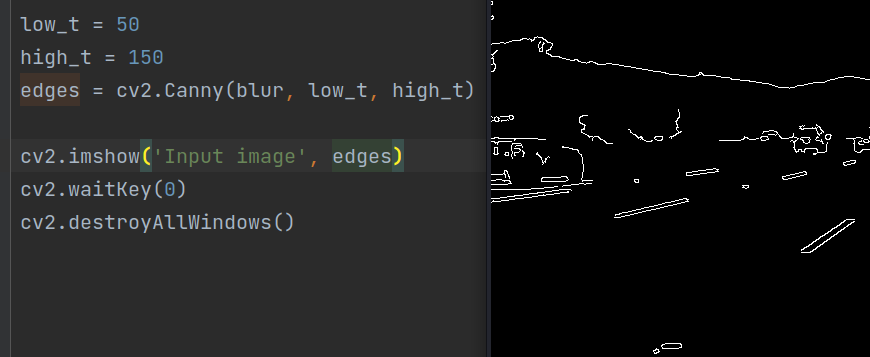 low_t = 50
high_t = 150
edges = cv2.Canny(blur, low_t, high_t)
cv2.imshow('Input image', edges)
cv2.waitKey(0)
cv2.destroyAllWindows()